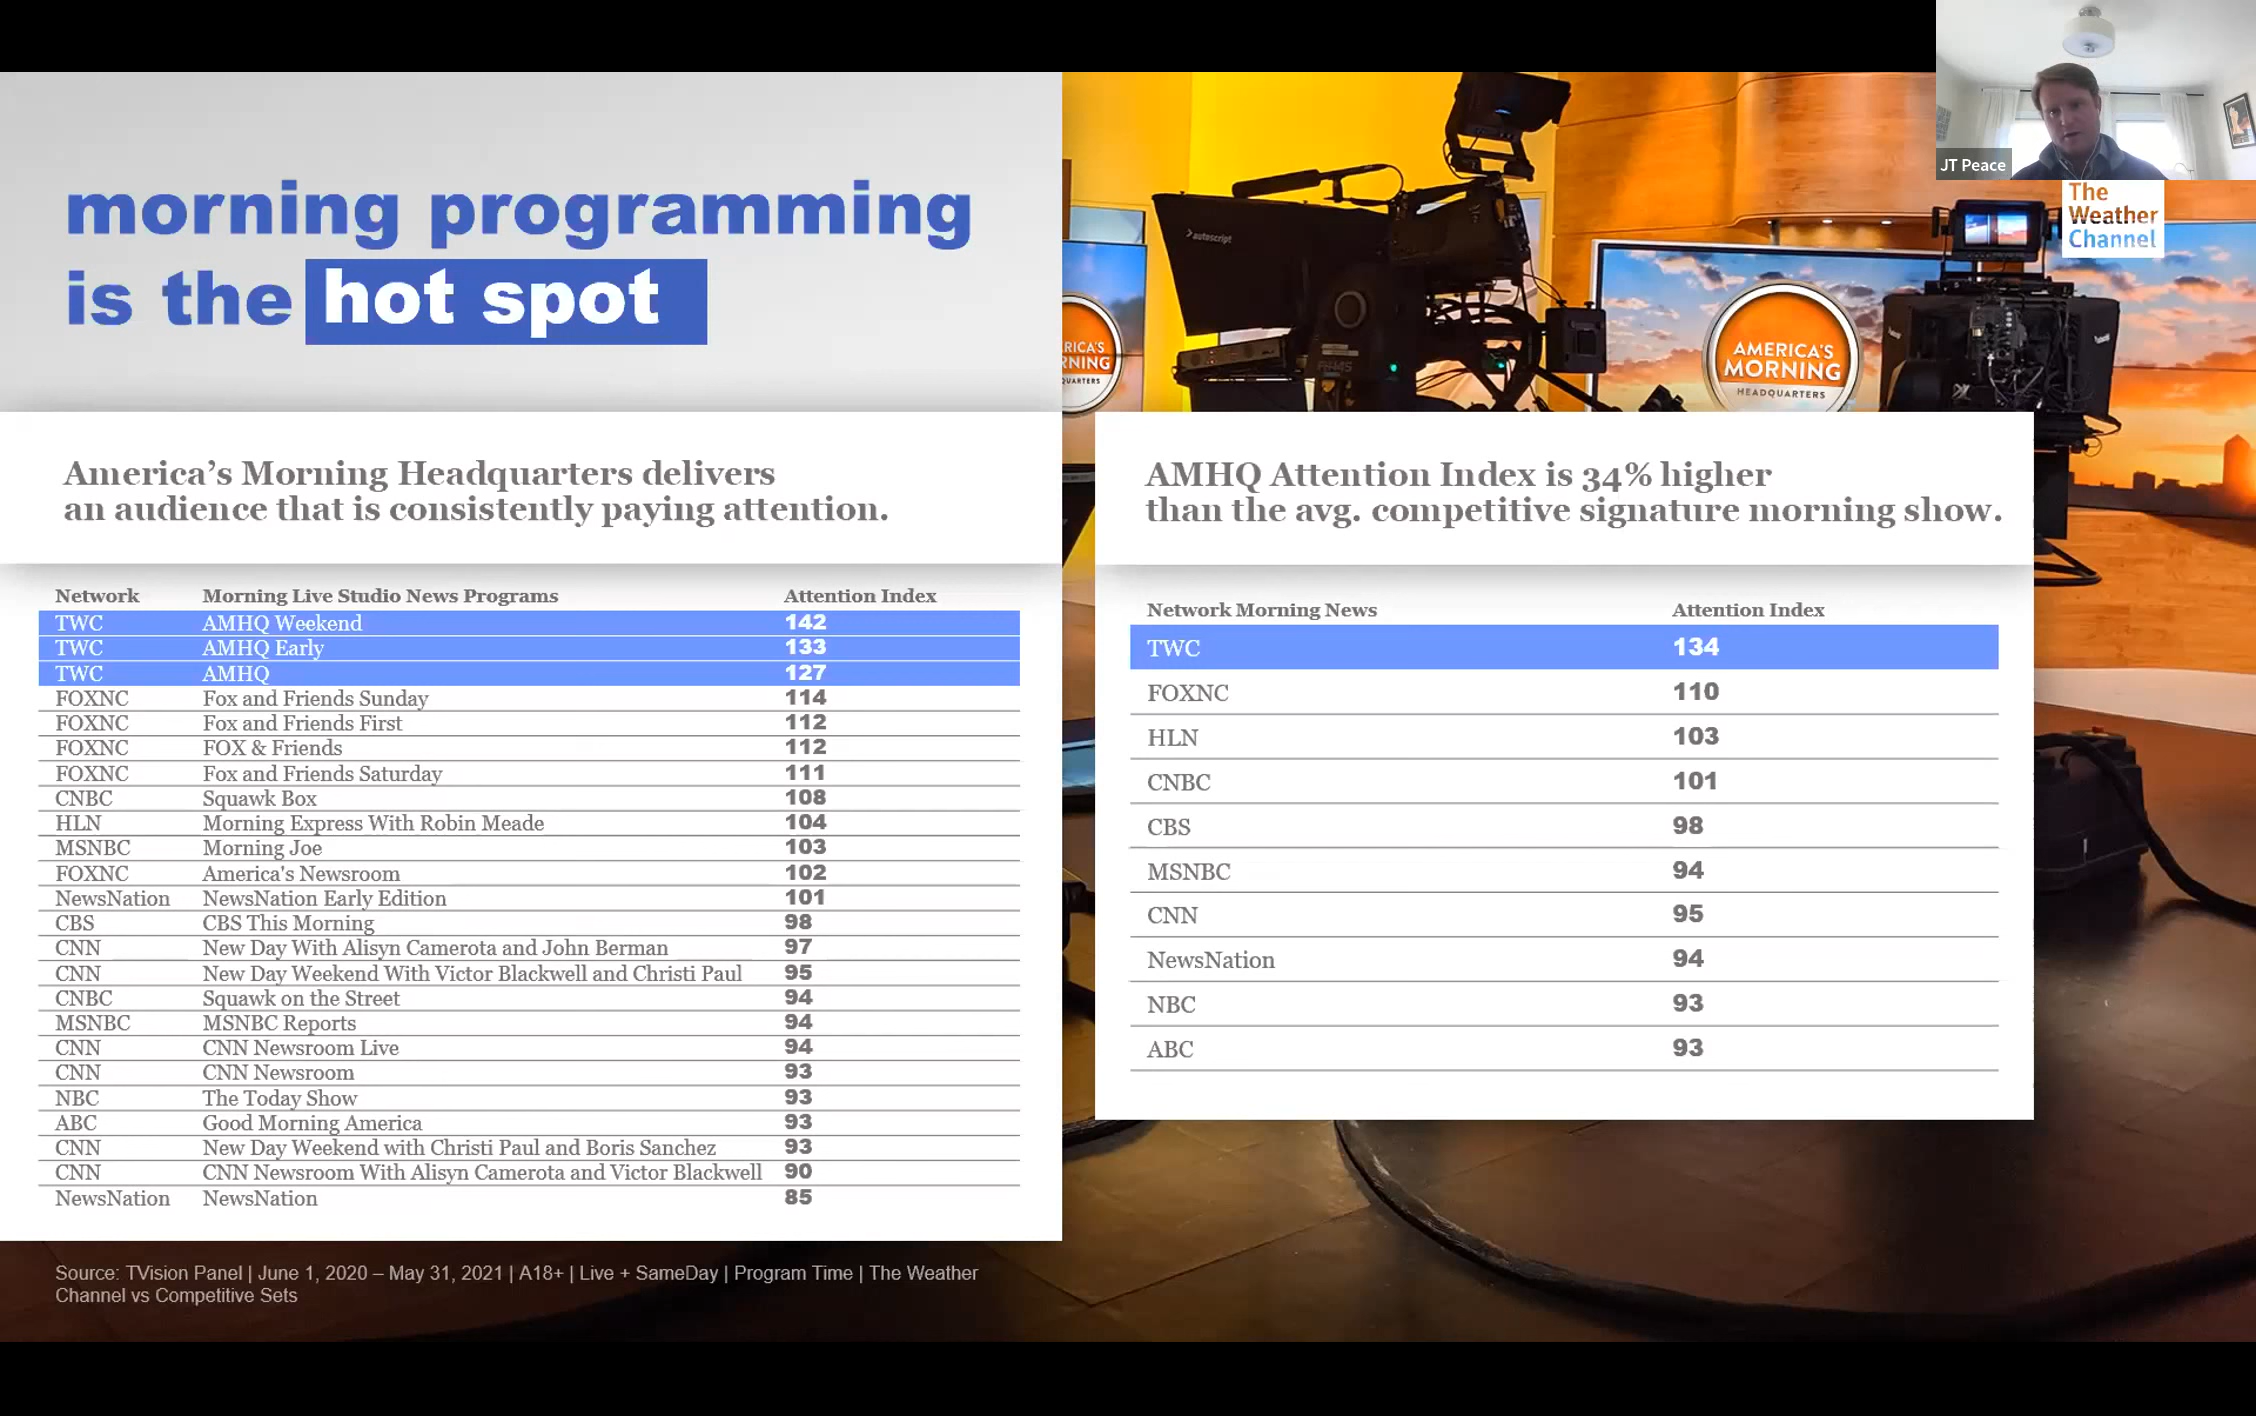 JT Peace
The
Weather
Channel
autoscript
RICA'S
RNING
QUARTERS
AMERICA'S
MORNING
HEADQUARTERS
morning programming
is the hot spot
America’s Morning Headquarters delivers
an audience that is consistently paying attention.
Network Morning Live Studio News Programs Attention Index
TWC AMHQ Weekend 142
TWC AMHQ Early 133
TWC AMHQ 127
FOXNC Fox and Friends Sunday 114
FOXNC Fox and Friends First 112
FOXNC FOX & Friends 112
FOXNC Fox and Friends Saturday 111
CNBC Squawk Box 108
HLN Morning Express With Robin Meade 104
MSNBC Morning Joe 103
FOXNC America's Newsroom 102
NewsNation NewsNation Early Edition 101
CBS CBS This Morning 98
CNN New Day With Alisyn Camerota and John Berman 97
CNN New Day Weekend With Victor Blackwell and Christi Paul 95
CNBC Squawk on the Street 94
MSNBC MSNBC Reports 94
CNN CNN Newsroom Live 94
CNN CNN Newsroom 93
NBC The Today Show 93
ABC Good Morning America 93
CNN New Day Weekend with Christi Paul and Boris Sanchez 93
CNN CNN Newsroom With Alisyn Camerota and Victor Blackwell 90
NewsNation NewsNation 85
AMHQ Attention Index is 34% higher
than the avg. competitive signature morning show.
Network Morning News Attention Index
TWC 134
FOXNC 110
HLN 103
CNBC 101
CBS 98
MSNBC 94
CNN 95
NewsNation 94
NBC 93
ABC 93
Source: TVision Panel | June 1, 2020 – May 31, 2021 | A18+ | Live + SameDay | Program Time | The Weather
Channel vs Competitive Sets